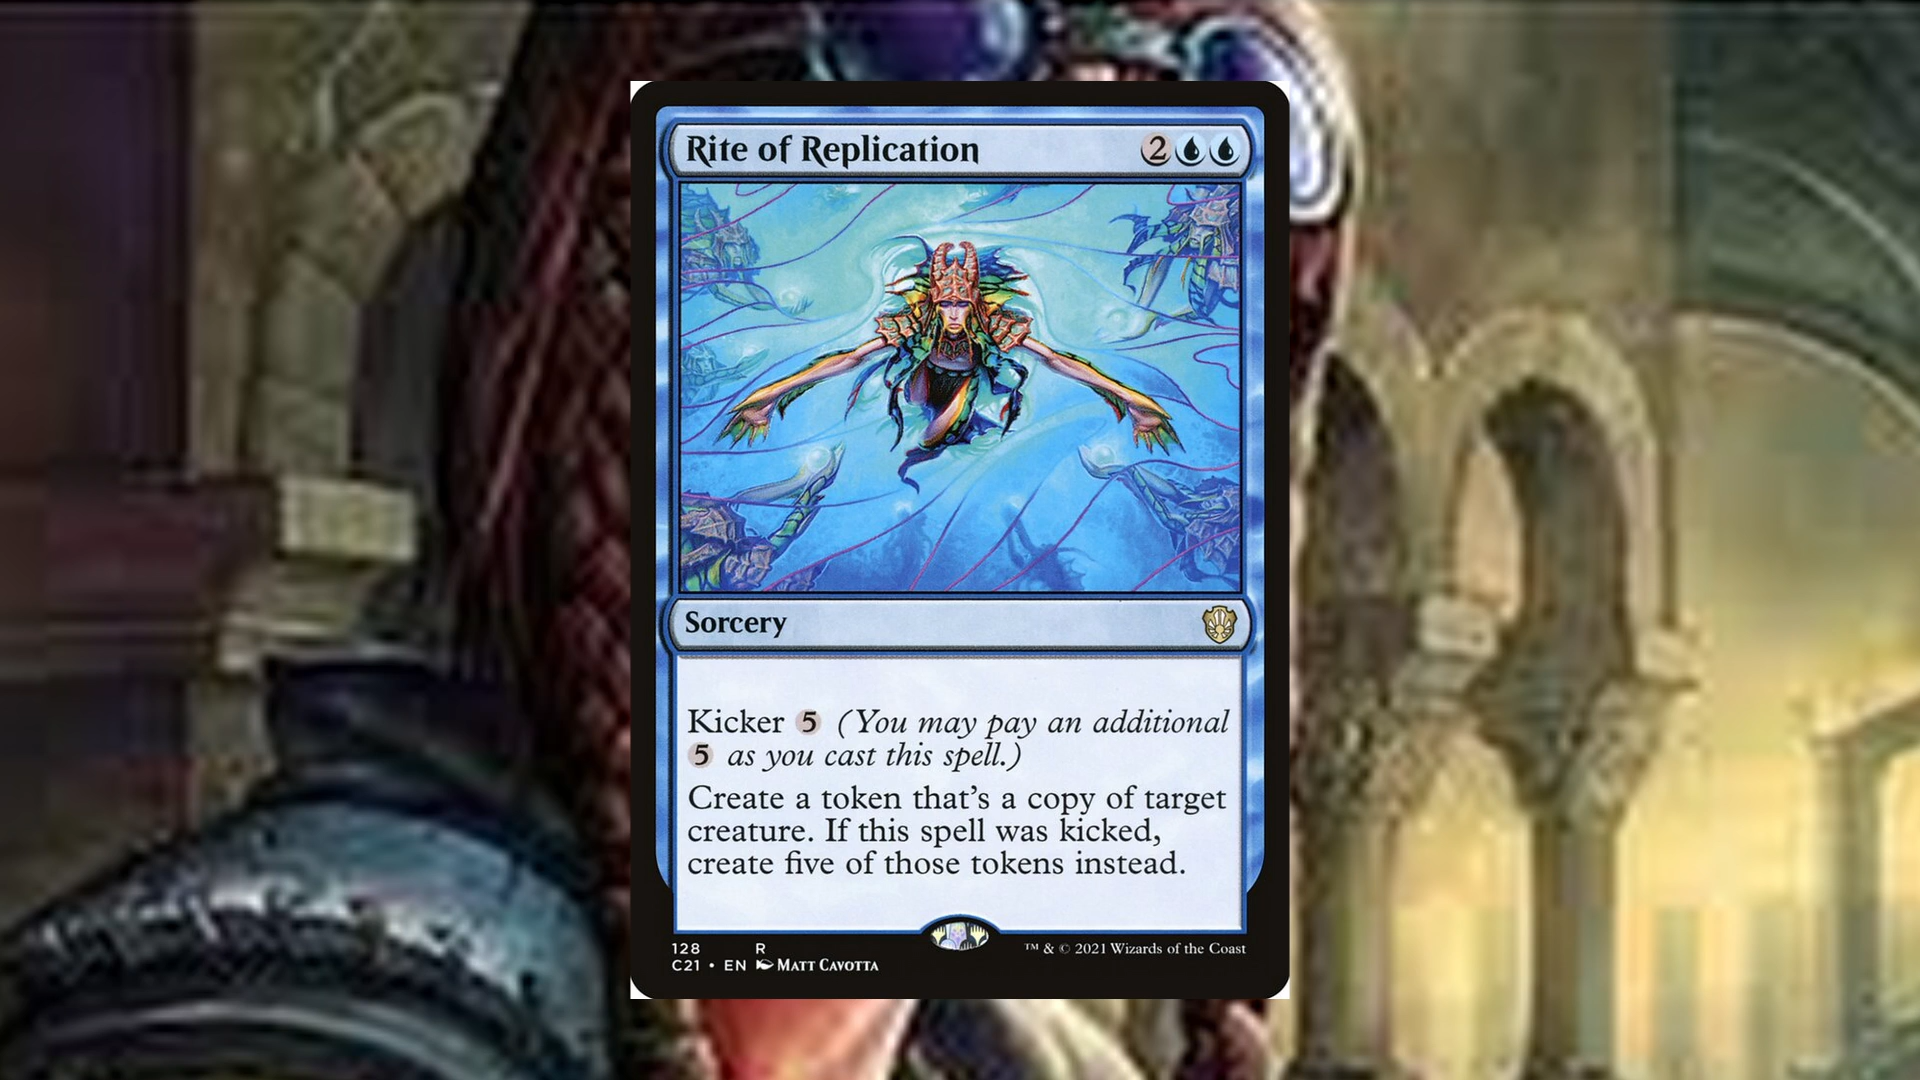 Rite of Replication 2
Sorcery
Kicker 5 (You may pay an additional
5 as you cast this spell.)
Create a token that's a copy of target
creature. If this spell was kicked,
create five of those tokens instead.
128 R ™ & © 2021 Wizards of the Coast
C21 • EN Matt Cavotta